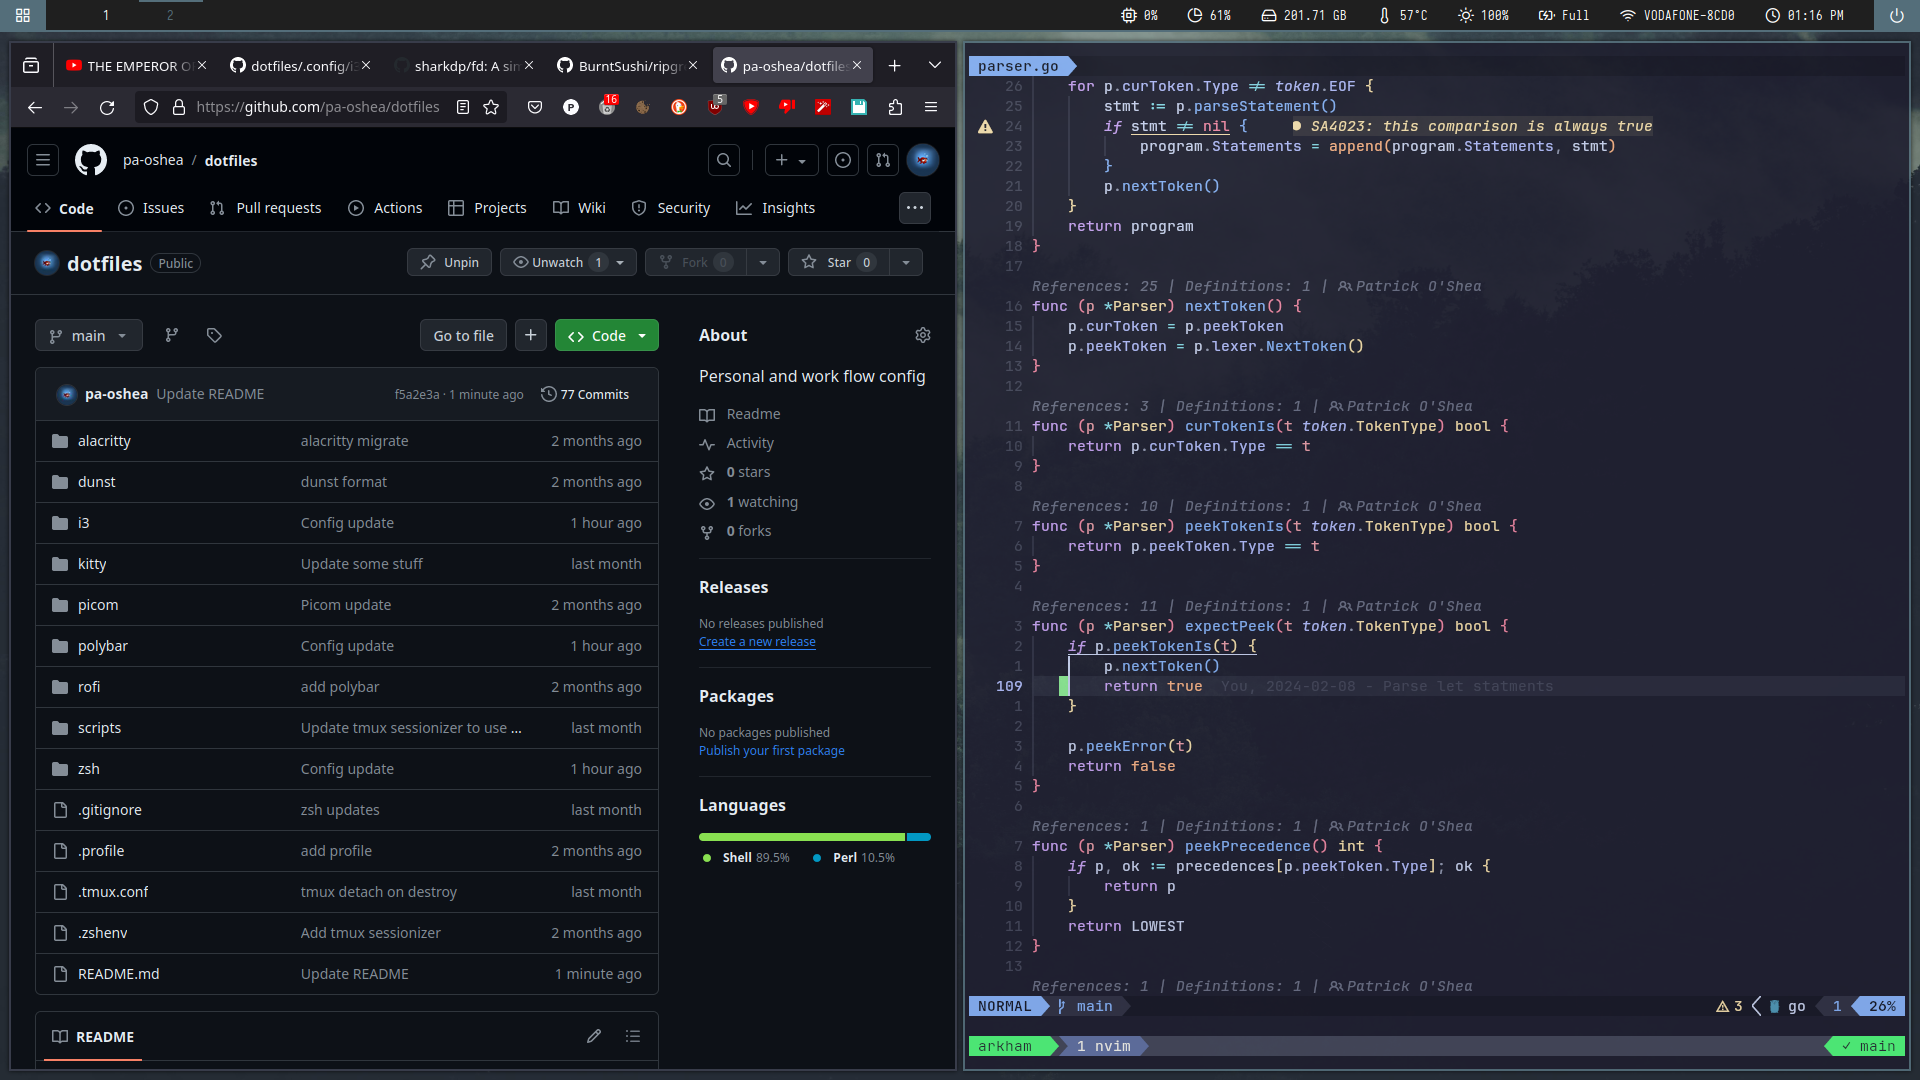 1
2
0%
61%
201.71 GB
57°C
100%
Full
VODAFONE-8CD0
01:16 PM
THE EMPEROR O
dotfiles/.config/i3
sharkdp/fd: A sim
BurntSushi/ripgr
pa-oshea/dotfiles
https://github.com/pa-oshea/dotfiles
16
5
pa-oshea / dotfiles
Code
Issues
Pull requests
Actions
Projects
Wiki
Security
Insights
dotfiles
Public
Unpin
Unwatch 1
Fork 0
Star 0
main
Go to file
Code
pa-oshea Update README f5a2e3a · 1 minute ago 77 Commits
alacritty alacritty migrate 2 months ago
dunst dunst format 2 months ago
i3 Config update 1 hour ago
kitty Update some stuff last month
picom Picom update 2 months ago
polybar Config update 1 hour ago
rofi add polybar 2 months ago
scripts Update tmux sessionizer to use ... last month
zsh Config update 1 hour ago
.gitignore zsh updates last month
.profile add profile 2 months ago
.tmux.conf tmux detach on destroy last month
.zshenv Add tmux sessionizer 2 months ago
README.md Update README 1 minute ago
README
About
Personal and work flow config
Readme
Activity
0 stars
1 watching
0 forks
Releases
No releases published
Create a new release
Packages
No packages published
Publish your first package
Languages
Shell 89.5% Perl 10.5%
parser.go
26 for p.curToken.Type != token.EOF {
25 stmt := p.parseStatement()
24 if stmt != nil { ● SA4023: this comparison is always true
23 program.Statements = append(program.Statements, stmt)
22 }
21 p.nextToken()
20 }
19 return program
18 }
17
References: 25 | Definitions: 1 | Patrick O'Shea
16 func (p *Parser) nextToken() {
15 p.curToken = p.peekToken
14 p.peekToken = p.lexer.NextToken()
13 }
12
References: 3 | Definitions: 1 | Patrick O'Shea
11 func (p *Parser) curTokenIs(t token.TokenType) bool {
10 return p.curToken.Type == t
9 }
8
References: 10 | Definitions: 1 | Patrick O'Shea
7 func (p *Parser) peekTokenIs(t token.TokenType) bool {
6 return p.peekToken.Type == t
5 }
4
References: 11 | Definitions: 1 | Patrick O'Shea
3 func (p *Parser) expectPeek(t token.TokenType) bool {
2 if p.peekTokenIs(t) {
1 p.nextToken()
109 return true You, 2024-02-08 - Parse let statments
1 }
2
3 p.peekError(t)
4 return false
5 }
6
References: 1 | Definitions: 1 | Patrick O'Shea
7 func (p *Parser) peekPrecedence() int {
8 if p, ok := precedences[p.peekToken.Type]; ok {
9 return p
10 }
11 return LOWEST
12 }
13
References: 1 | Definitions: 1 | Patrick O'Shea
NORMAL main 3 go 1 26%
arkham 1 nvim ✓ main